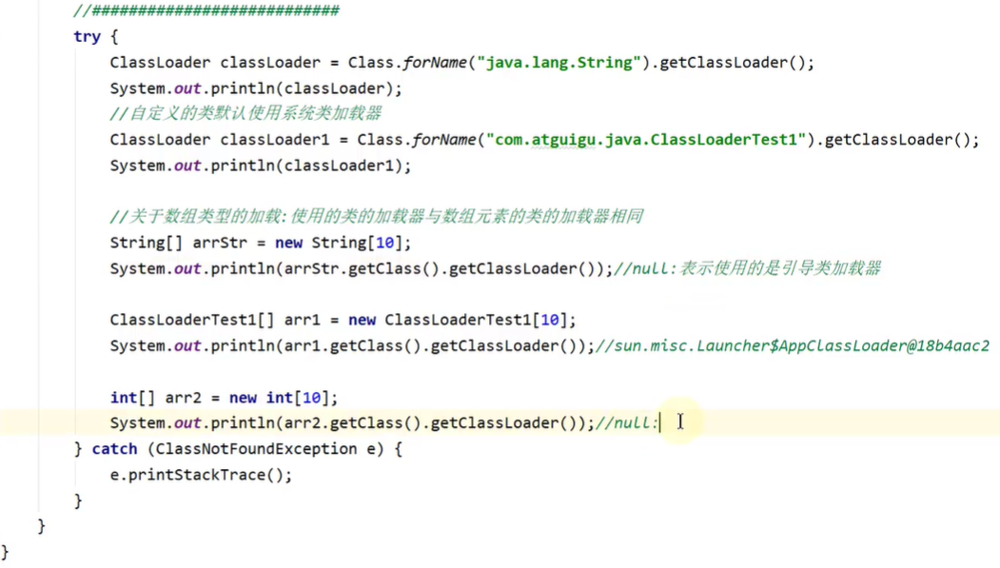 //###########################
try {
ClassLoader classLoader = Class.forName("java.lang.String").getClassLoader();
System.out.println(classLoader);
//自定义的类默认使用系统类加载器
ClassLoader classLoader1 = Class.forName("com.atguigu.java.ClassLoaderTest1").getClassLoader();
System.out.println(classLoader1);
//关于数组类型的加载:使用的类的加载器与数组元素的类的加载器相同
String[] arrStr = new String[10];
System.out.println(arrStr.getClass().getClassLoader());//null:表示使用的是引导类加载器
ClassLoaderTest1[] arr1 = new ClassLoaderTest1[10];
System.out.println(arr1.getClass().getClassLoader());//sun.misc.Launcher$AppClassLoader@18b4aac2
int[] arr2 = new int[10];
System.out.println(arr2.getClass().getClassLoader());//null:
} catch (ClassNotFoundException e) {
e.printStackTrace();
}
}
}